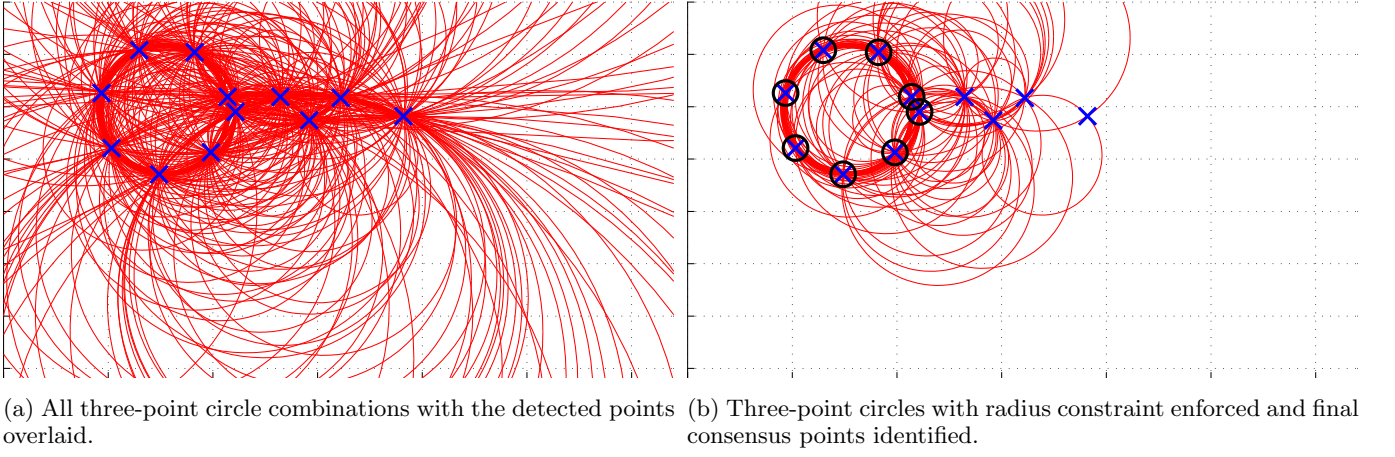 (a) All three-point circle combinations with the detected points
overlaid.
(b) Three-point circles with radius constraint enforced and final
consensus points identified.